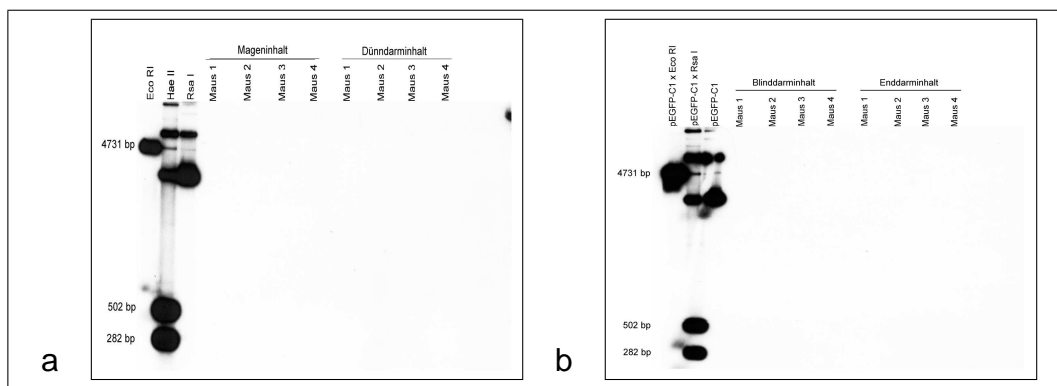 Mageninhalt
Dünndarminhalt
Eco RI
Hae II
Rsa I
Maus 1
Maus 2
Maus 3
Maus 4
Maus 1
Maus 2
Maus 3
Maus 4
4731 bp
502 bp
282 bp
a
Blinddarminhalt
Enddarminhalt
pEGFP-C1 x Eco RI
pEGFP-C1 x Rsa I
pEGFP-C1
Maus 1
Maus 2
Maus 3
Maus 4
Maus 1
Maus 2
Maus 3
Maus 4
4731 bp
502 bp
282 bp
b